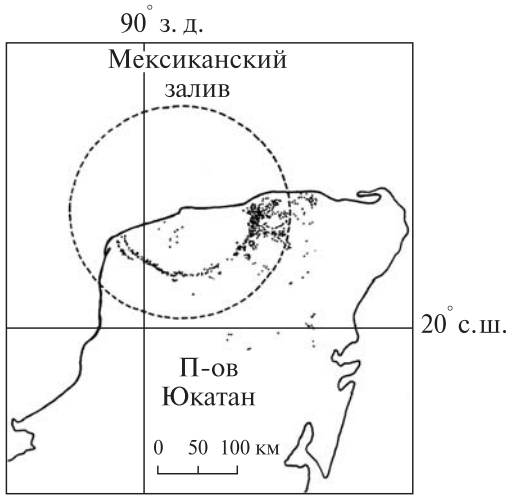 90° з. д.
Мексиканский
залив
20° с.ш.
П-ов
Юкатан
0 50 100 км